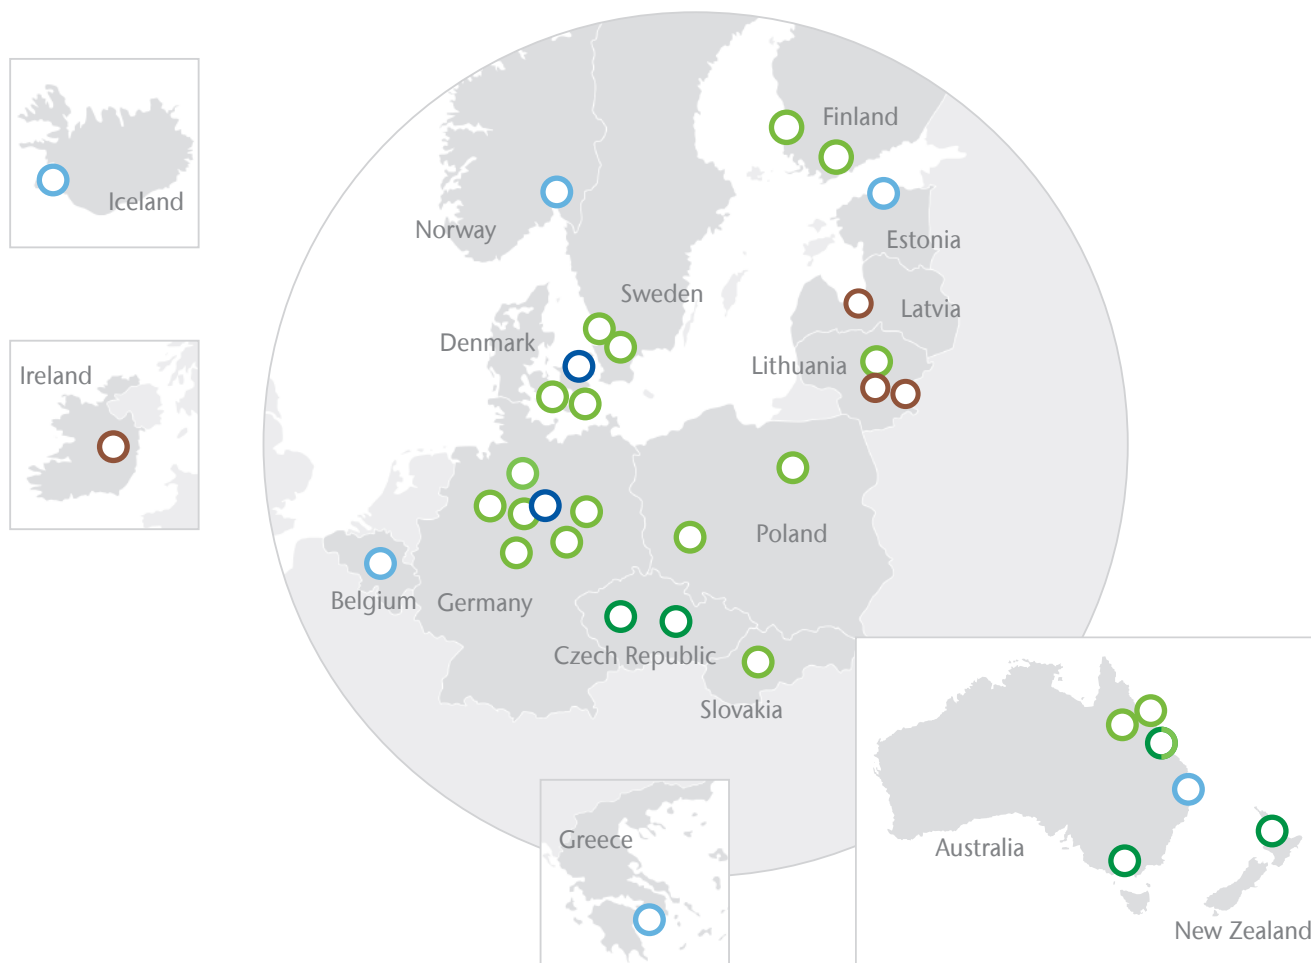 Finland
Iceland
Norway
Estonia
Sweden
Latvia
Denmark
Lithuania
Ireland
Poland
Belgium
Germany
Czech Republic
Slovakia
Greece
Australia
New Zealand